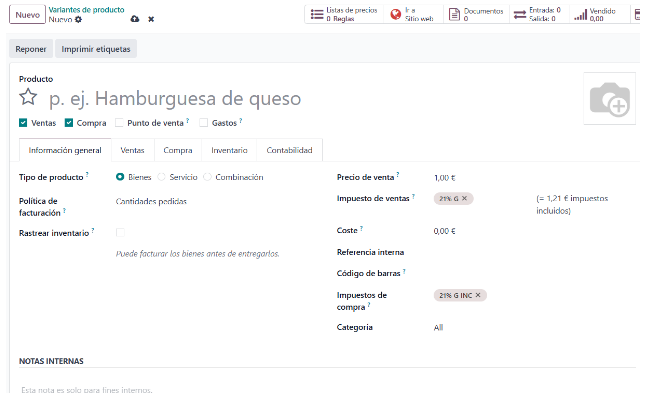 Nuevo
Variantes de producto
Nuevo
Listas de precios
0 Reglas
Ir a
Sitio web
Documentos
0
Entrada: 0
Salida: 0
Vendido
0,00
Reponer
Imprimir etiquetas
Producto
p. ej. Hamburguesa de queso
Ventas
Compra
Punto de venta ?
Gastos ?
Información general
Ventas
Compra
Inventario
Contabilidad
Tipo de producto ?
Bienes
Servicio
Combinación
Política de
facturación ?
Cantidades pedidas
Rastrear inventario ?
Puede facturar los bienes antes de entregarlos.
Precio de venta ?
1,00 €
Impuesto de ventas ?
21% G ×
(= 1,21 € impuestos
incluidos)
Coste ?
0,00 €
Referencia interna
Código de barras ?
Impuestos de
compra ?
21% G INC ×
Categoría
All
NOTAS INTERNAS
Esta nota es solo para fines internos.